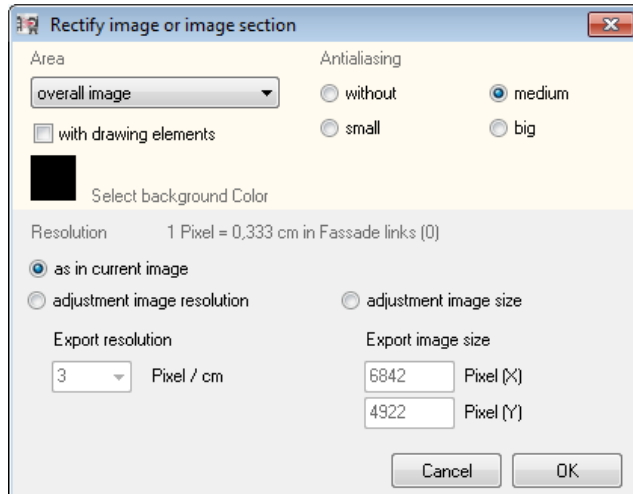 Rectify image or image section
Area
Antialiasing
overall image
without
medium
with drawing elements
small
big
Select background Color
Resolution 1 Pixel = 0,333 cm in Fassade links (0)
as in current image
adjustment image resolution
adjustment image size
Export resolution
Export image size
3 Pixel / cm
6842 Pixel (X)
4922 Pixel (Y)
Cancel
OK